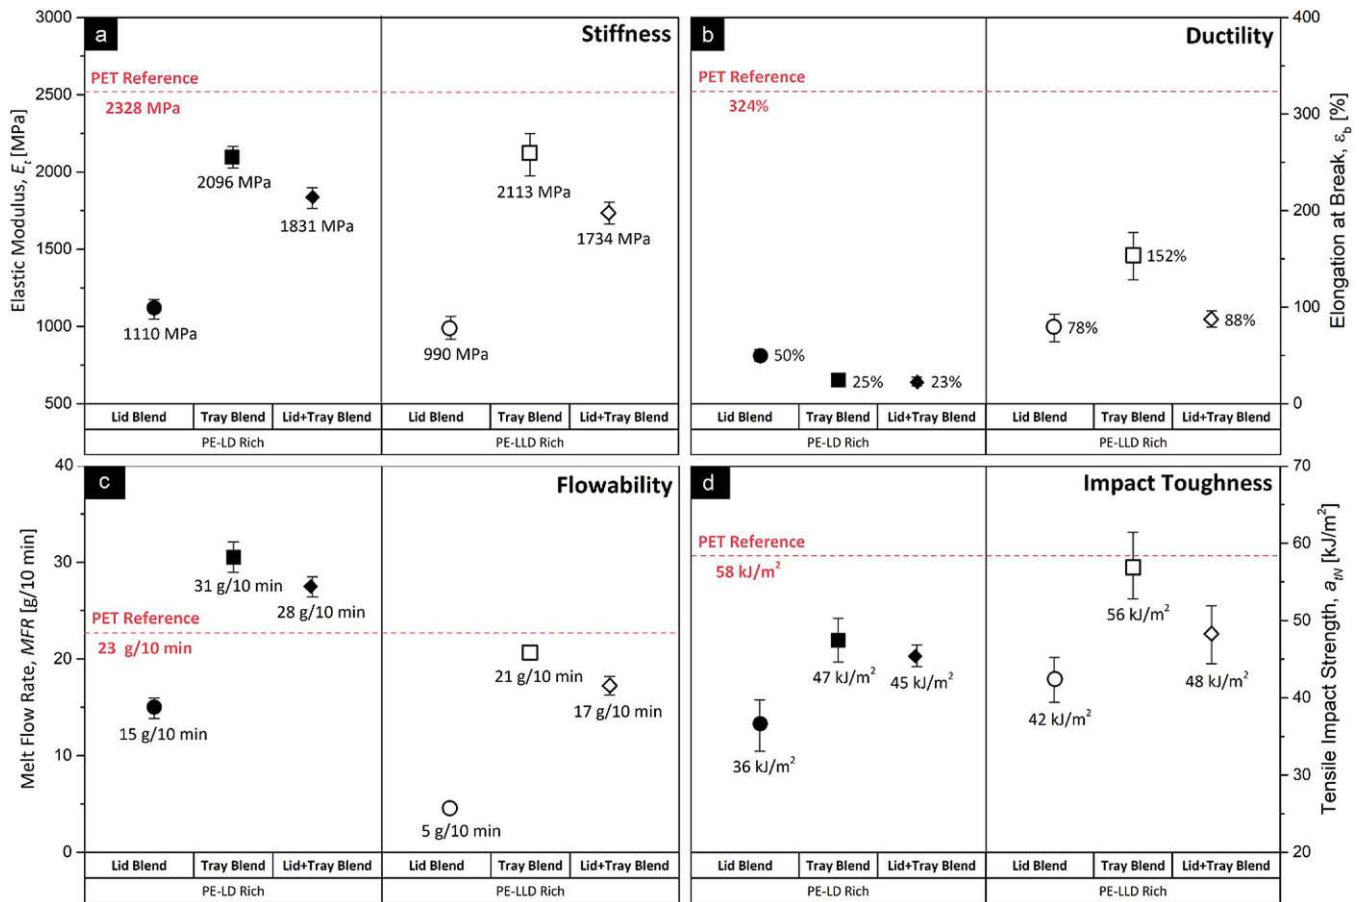 a
Stiffness
3000
2500
2000
1500
1000
500
Elastic Modulus, Et [MPa]
PET Reference
2328 MPa
1110 MPa
2096 MPa
1831 MPa
990 MPa
2113 MPa
1734 MPa
Lid Blend Tray Blend Lid+Tray Blend Lid Blend Tray Blend Lid+Tray Blend
PE-LD Rich PE-LLD Rich
b
Ductility
400
300
200
100
0
Elongation at Break, εb [%]
PET Reference
324%
50%
25%
23%
78%
152%
88%
Lid Blend Tray Blend Lid+Tray Blend Lid Blend Tray Blend Lid+Tray Blend
PE-LD Rich PE-LLD Rich
c
Flowability
40
30
20
10
0
Melt Flow Rate, MFR [g/10 min]
PET Reference
23 g/10 min
15 g/10 min
31 g/10 min
28 g/10 min
5 g/10 min
21 g/10 min
17 g/10 min
Lid Blend Tray Blend Lid+Tray Blend Lid Blend Tray Blend Lid+Tray Blend
PE-LD Rich PE-LLD Rich
d
Impact Toughness
70
60
50
40
30
20
Tensile Impact Strength, atN [kJ/m²]
PET Reference
58 kJ/m²
36 kJ/m²
47 kJ/m²
45 kJ/m²
42 kJ/m²
56 kJ/m²
48 kJ/m²
Lid Blend Tray Blend Lid+Tray Blend Lid Blend Tray Blend Lid+Tray Blend
PE-LD Rich PE-LLD Rich